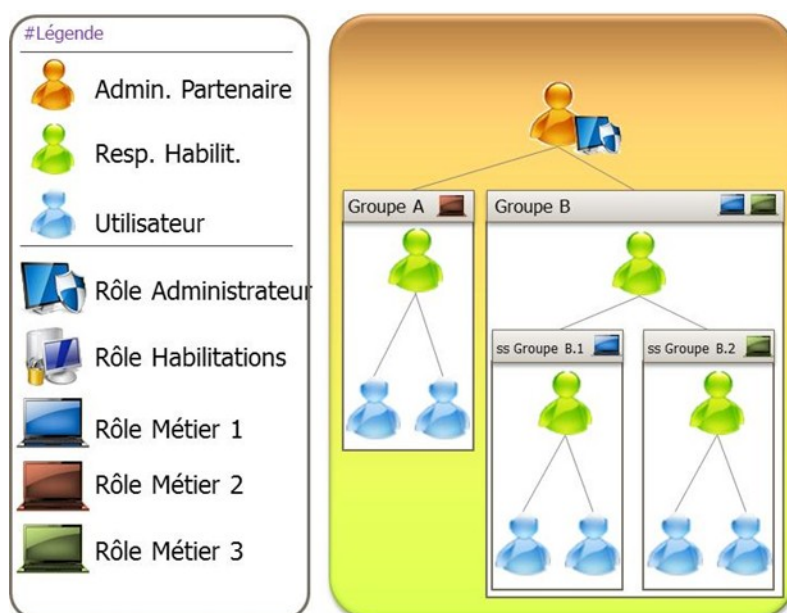 #Légende
Admin. Partenaire
Resp. Habilit.
Utilisateur
Rôle Administrateur
Rôle Habilitations
Rôle Métier 1
Rôle Métier 2
Rôle Métier 3
Groupe A
Groupe B
ss Groupe B.1
ss Groupe B.2